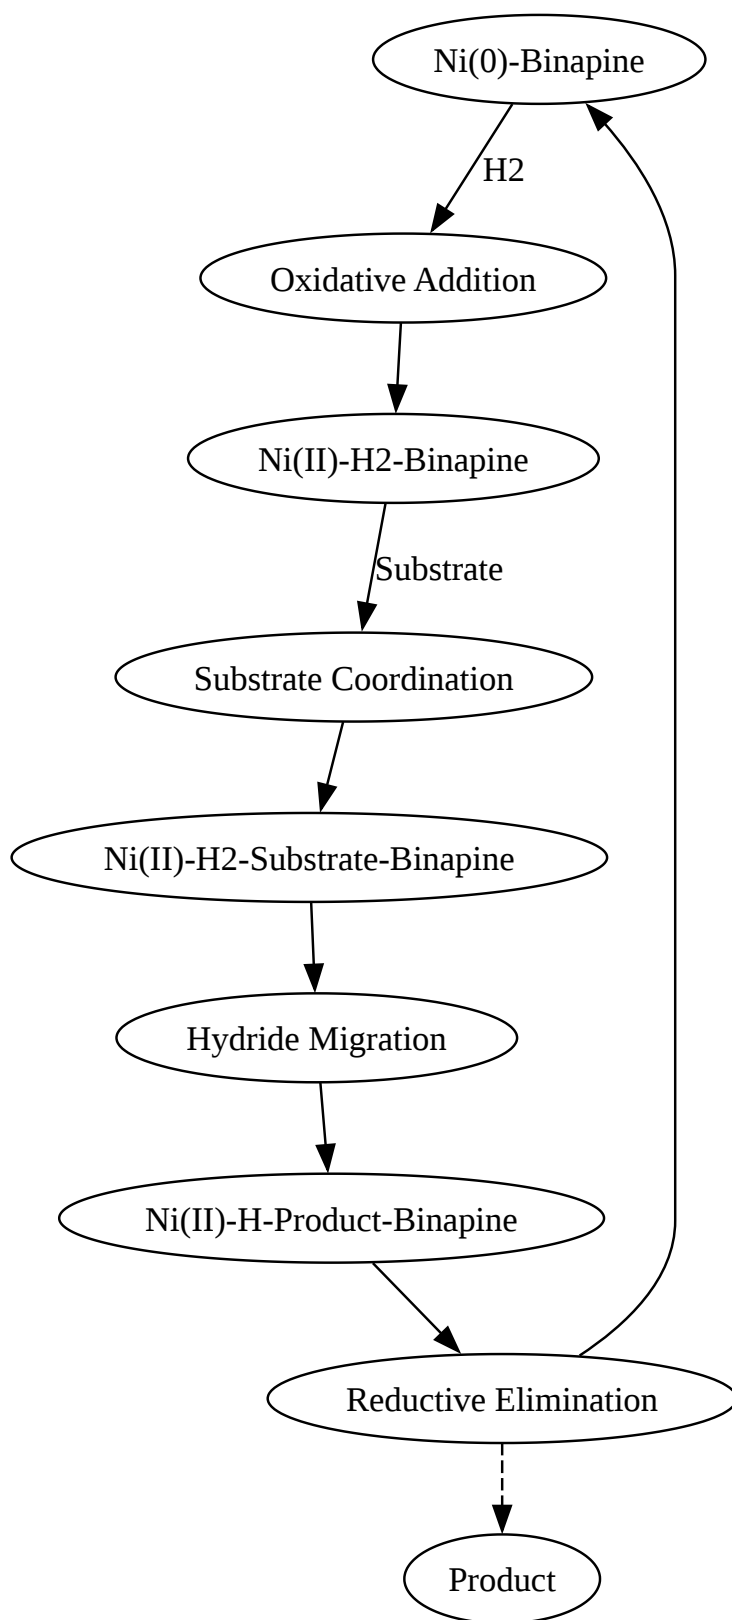 Ni(0)-Binapine
H2
Oxidative Addition
Ni(II)-H2-Binapine
Substrate
Substrate Coordination
Ni(II)-H2-Substrate-Binapine
Hydride Migration
Ni(II)-H-Product-Binapine
Reductive Elimination
Product